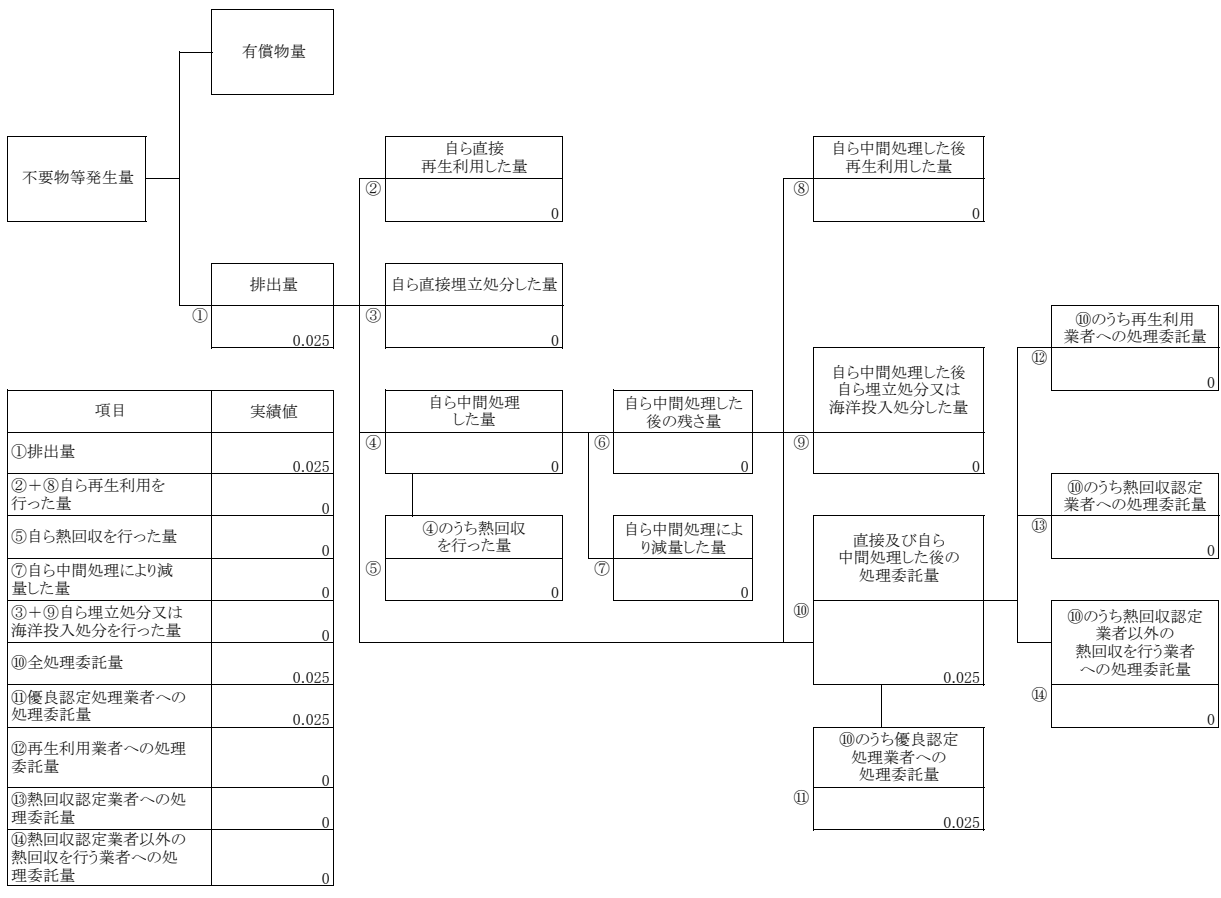 有償物量
不要物等発生量
排出量
①
0.025
自ら直接
再生利用した量
②
0
自ら直接埋立処分した量
③
0
自ら中間処理
した量
④
0
④のうち熱回収
を行った量
⑤
0
自ら中間処理した
後の残さ量
⑥
0
自ら中間処理によ
り減量した量
⑦
0
自ら中間処理した後
再生利用した量
⑧
0
自ら中間処理した後
自ら埋立処分又は
海洋投入処分した量
⑨
0
直接及び自ら
中間処理した後の
処理委託量
⑩
0.025
⑩のうち優良認定
処理業者への
処理委託量
⑪
0.025
⑩のうち再生利用
業者への処理委託量
⑫
0
⑩のうち熱回収認定
業者への処理委託量
⑬
0
⑩のうち熱回収認定
業者以外の
熱回収を行う業者
への処理委託量
⑭
0
項目 実績値
①排出量
0.025
②+⑧自ら再生利用を
行った量
0
⑤自ら熱回収を行った量
0
⑦自ら中間処理により減
量した量
0
③+⑨自ら埋立処分又は
海洋投入処分を行った量
0
⑩全処理委託量
0.025
⑪優良認定処理業者への
処理委託量
0.025
⑫再生利用業者への処理
委託量
0
⑬熱回収認定業者への処
理委託量
0
⑭熱回収認定業者以外の
熱回収を行う業者への処
理委託量
0